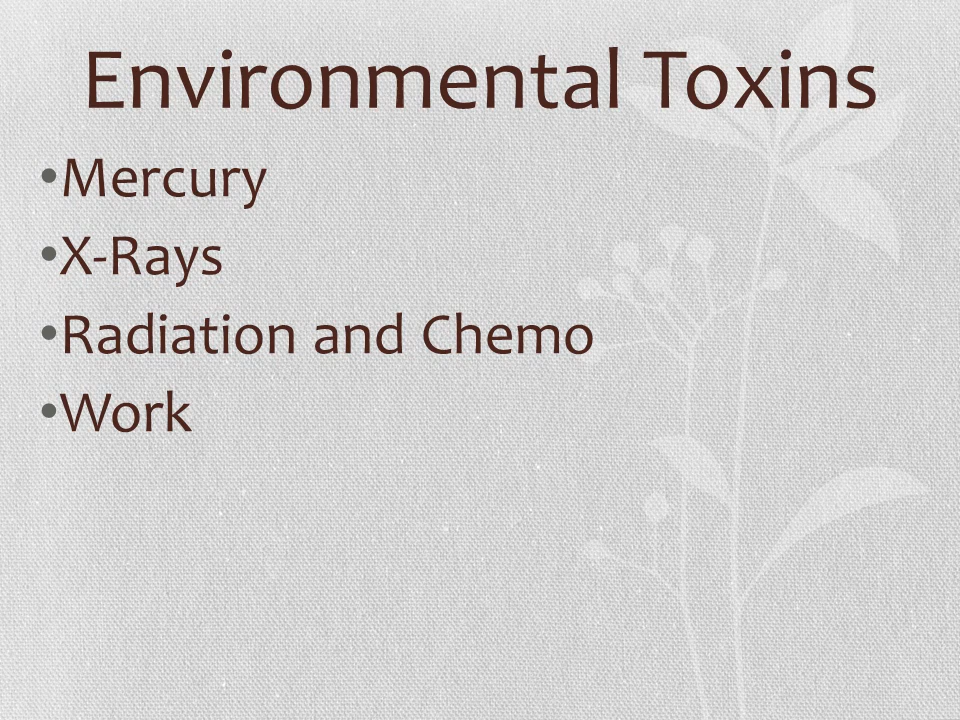 Environmental Toxins
• Mercury
• X-Rays
• Radiation and Chemo
• Work